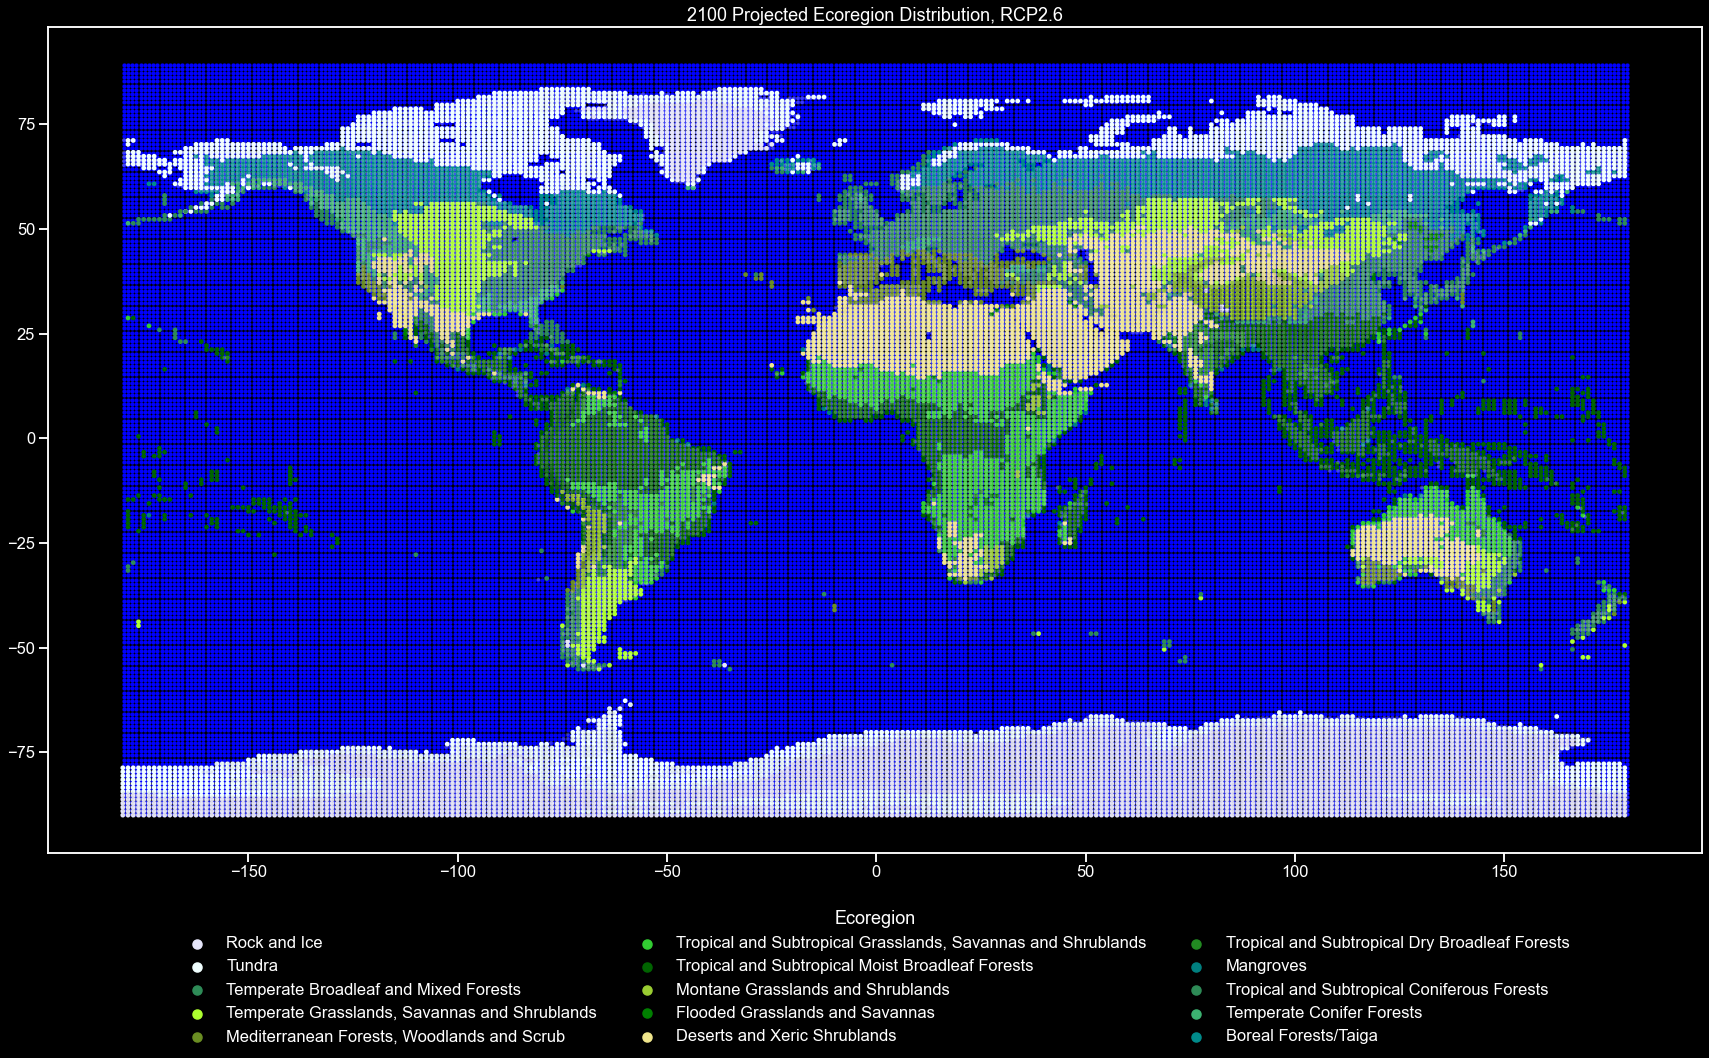 2100 Projected Ecoregion Distribution, RCP2.6
75
50
25
0
−25
−50
−75
−150
−100
−50
0
50
100
150
Ecoregion
Rock and Ice
Tundra
Temperate Broadleaf and Mixed Forests
Temperate Grasslands, Savannas and Shrublands
Mediterranean Forests, Woodlands and Scrub
Tropical and Subtropical Grasslands, Savannas and Shrublands
Tropical and Subtropical Moist Broadleaf Forests
Montane Grasslands and Shrublands
Flooded Grasslands and Savannas
Deserts and Xeric Shrublands
Tropical and Subtropical Dry Broadleaf Forests
Mangroves
Tropical and Subtropical Coniferous Forests
Temperate Conifer Forests
Boreal Forests/Taiga